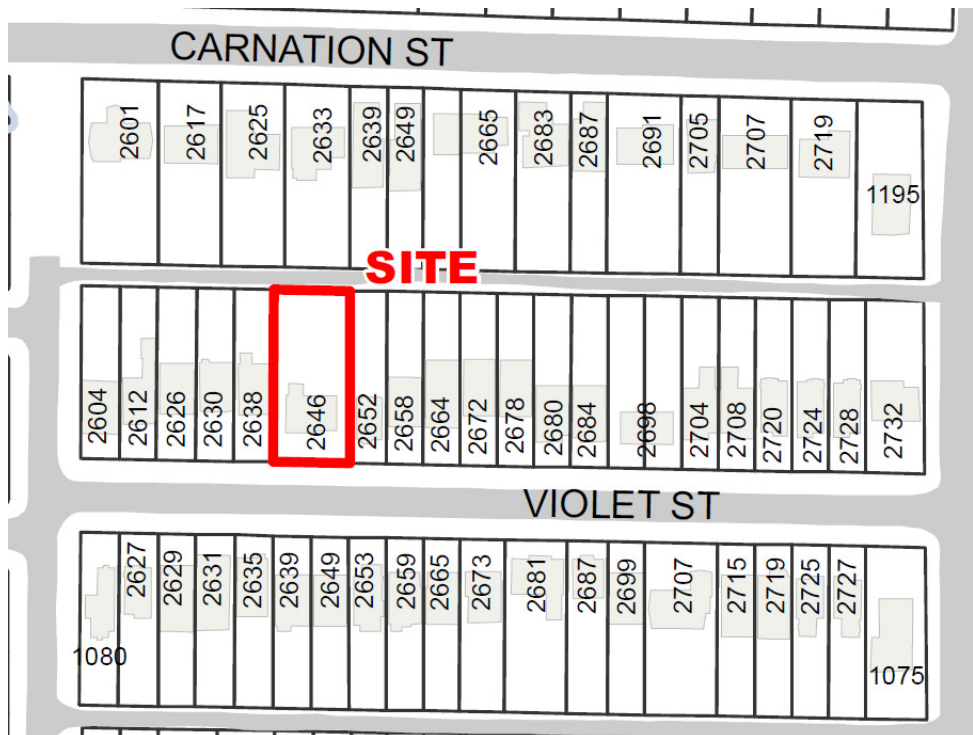 CARNATION ST
2601 2617 2625 2633 2639 2649 2665 2683 2687 2691 2705 2707 2719 1195
SITE
2604 2612 2626 2630 2638 2646 2652 2658 2664 2672 2678 2680 2684 2698 2704 2708 2720 2724 2728 2732
VIOLET ST
1080 2627 2629 2631 2635 2639 2649 2653 2659 2665 2673 2681 2687 2699 2707 2715 2719 2725 2727 1075